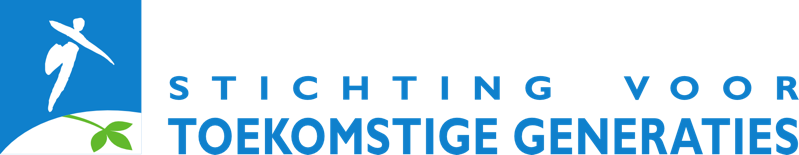 STICHTING VOOR
TOEKOMSTIGE GENERATIES